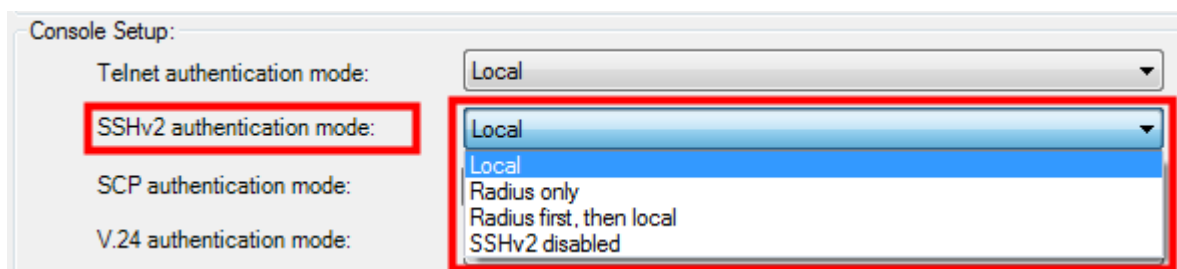 Console Setup:
Telnet authentication mode: Local
SSHv2 authentication mode: Local
Local
SCP authentication mode: Radius only
Radius first, then local
V.24 authentication mode: SSHv2 disabled